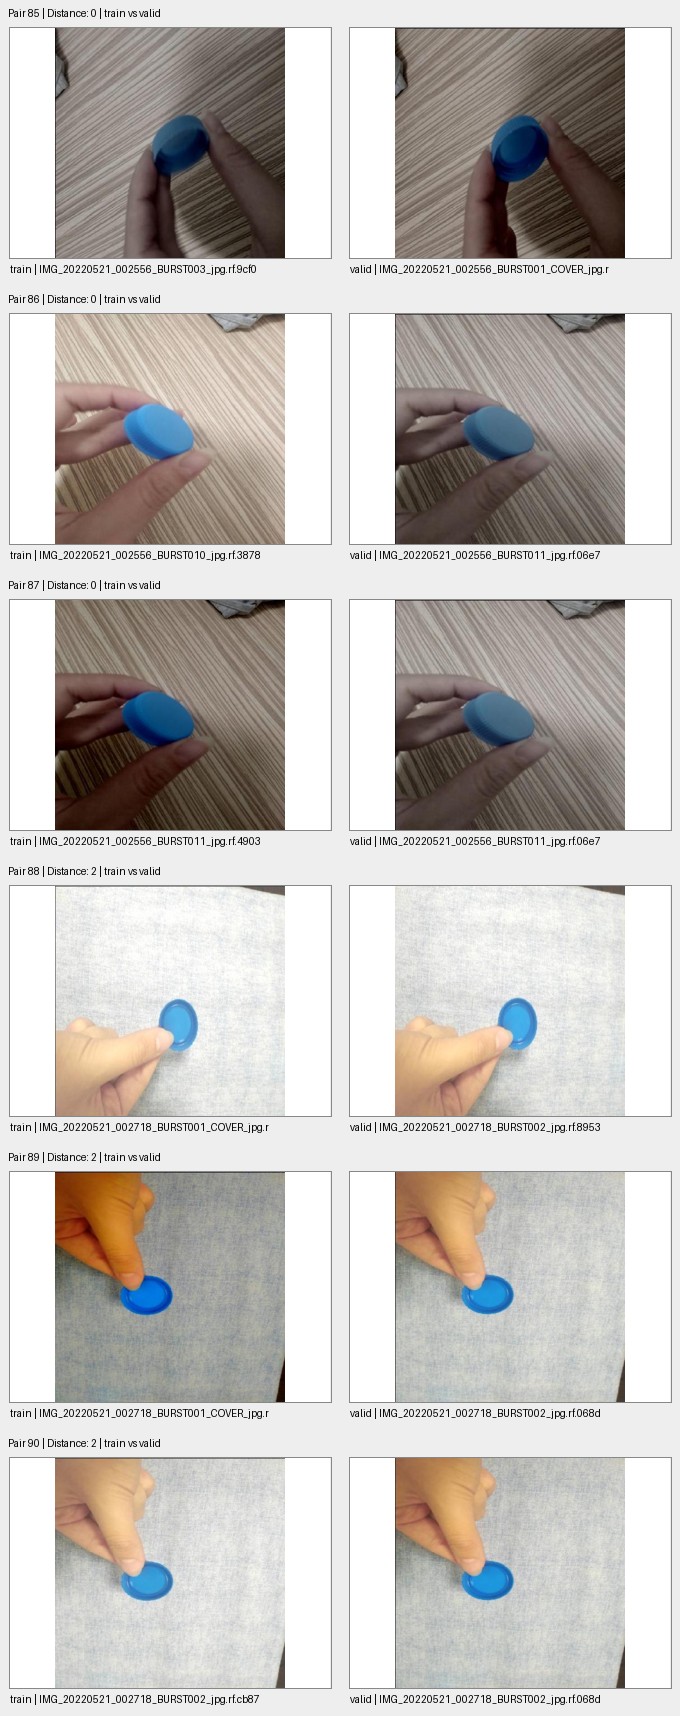 Pair 85 | Distance: 0 | train vs valid
train | IMG_20220521_002556_BURST003_jpg.rf.9cf0
valid | IMG_20220521_002556_BURST001_COVER_jpg.r
Pair 86 | Distance: 0 | train vs valid
train | IMG_20220521_002556_BURST010_jpg.rf.3878
valid | IMG_20220521_002556_BURST011_jpg.rf.06e7
Pair 87 | Distance: 0 | train vs valid
train | IMG_20220521_002556_BURST011_jpg.rf.4903
valid | IMG_20220521_002556_BURST011_jpg.rf.06e7
Pair 88 | Distance: 2 | train vs valid
train | IMG_20220521_002718_BURST001_COVER_jpg.r
valid | IMG_20220521_002718_BURST002_jpg.rf.8953
Pair 89 | Distance: 2 | train vs valid
train | IMG_20220521_002718_BURST001_COVER_jpg.r
valid | IMG_20220521_002718_BURST002_jpg.rf.068d
Pair 90 | Distance: 2 | train vs valid
train | IMG_20220521_002718_BURST002_jpg.rf.cb87
valid | IMG_20220521_002718_BURST002_jpg.rf.068d